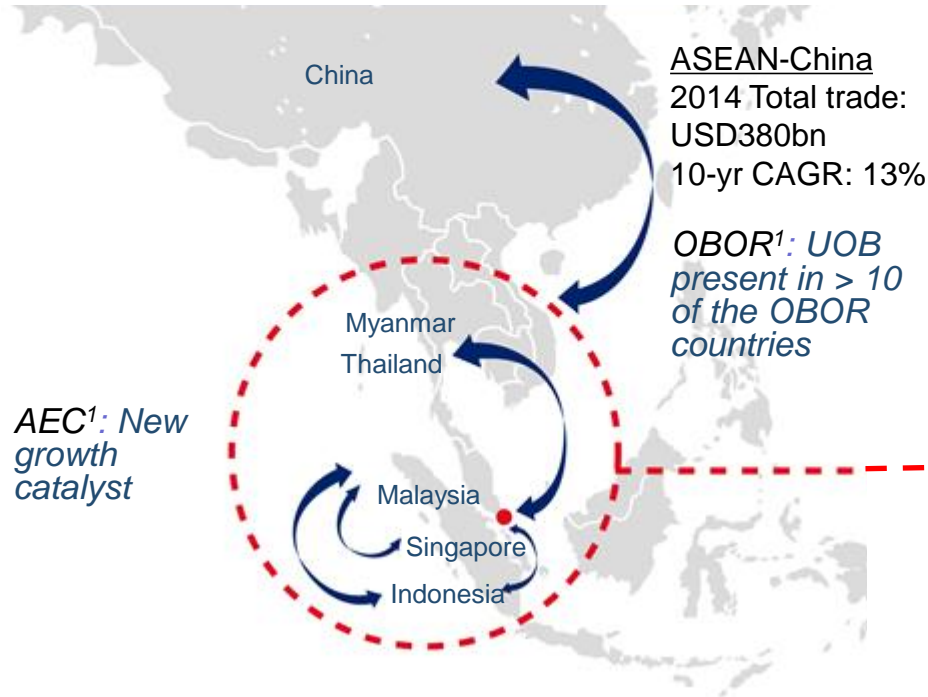 China
ASEAN-China
2014 Total trade:
USD380bn
10-yr CAGR: 13%
OBOR¹: UOB
present in > 10
of the OBOR
countries
Myanmar
Thailand
AEC¹: New
growth
catalyst
Malaysia
Singapore
Indonesia